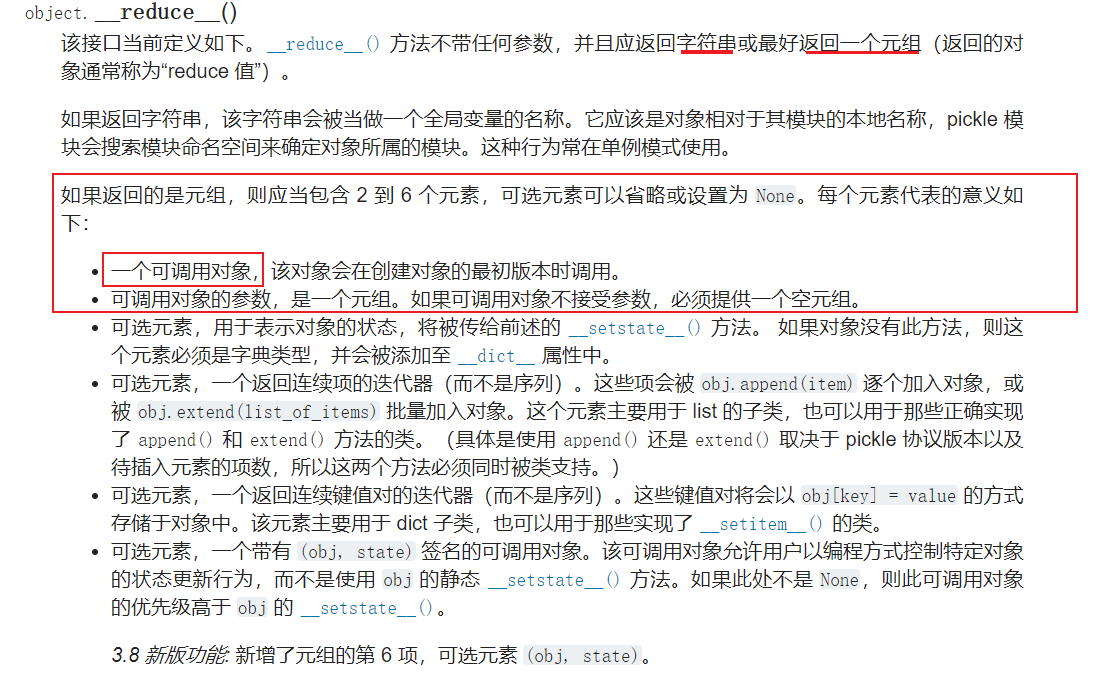 object. __reduce__()
该接口当前定义如下。__reduce__() 方法不带任何参数，并且应返回字符串或最好返回一个元组（返回的对
象通常称为“reduce 值”）。
如果返回字符串，该字符串会被当做一个全局变量的名称。它应该是对象相对于其模块的本地名称，pickle 模
块会搜索模块命名空间来确定对象所属的模块。这种行为常在单例模式使用。
如果返回的是元组，则应当包含 2 到 6 个元素，可选元素可以省略或设置为 None。每个元素代表的意义如
下：
• 一个可调用对象，该对象会在创建对象的最初版本时调用。
• 可调用对象的参数，是一个元组。如果可调用对象不接受参数，必须提供一个空元组。
• 可选元素，用于表示对象的状态，将被传给前述的 __setstate__() 方法。 如果对象没有此方法，则这
个元素必须是字典类型，并会被添加至 __dict__ 属性中。
• 可选元素，一个返回连续项的迭代器（而不是序列）。这些项会被 obj.append(item) 逐个加入对象，或
被 obj.extend(list_of_items) 批量加入对象。这个元素主要用于 list 的子类，也可以用于那些正确实现
了 append() 和 extend() 方法的类。（具体是使用 append() 还是 extend() 取决于 pickle 协议版本以及
待插入元素的项数，所以这两个方法必须同时被类支持。）
• 可选元素，一个返回连续键值对的迭代器（而不是序列）。这些键值对将会以 obj[key] = value 的方式
存储于对象中。该元素主要用于 dict 子类，也可以用于那些实现了 __setitem__() 的类。
• 可选元素，一个带有 (obj, state) 签名的可调用对象。该可调用对象允许用户以编程方式控制特定对象
的状态更新行为，而不是使用 obj 的静态 __setstate__() 方法。如果此处不是 None，则此可调用对象
的优先级高于 obj 的 __setstate__()。
3.8 新版功能: 新增了元组的第 6 项，可选元素 (obj, state)。